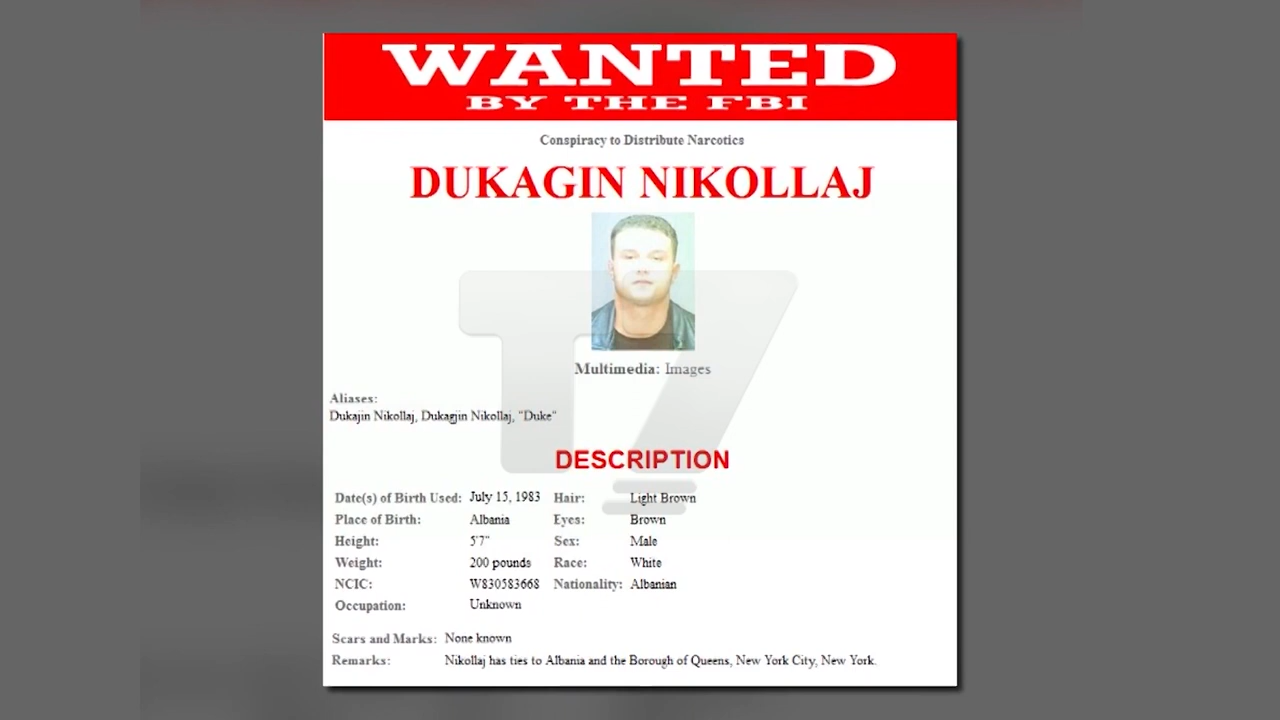 WANTED
BY THE FBI
Conspiracy to Distribute Narcotics
DUKAGIN NIKOLLAJ
Multimedia: Images
Aliases:
Dukajin Nikollaj, Dukagjin Nikollaj, "Duke"
DESCRIPTION
Date(s) of Birth Used: July 15, 1983 Hair: Light Brown
Place of Birth: Albania Eyes: Brown
Height: 5'7" Sex: Male
Weight: 200 pounds Race: White
NCIC: W830583668 Nationality: Albanian
Occupation: Unknown
Scars and Marks: None known
Remarks: Nikollaj has ties to Albania and the Borough of Queens, New York City, New York.